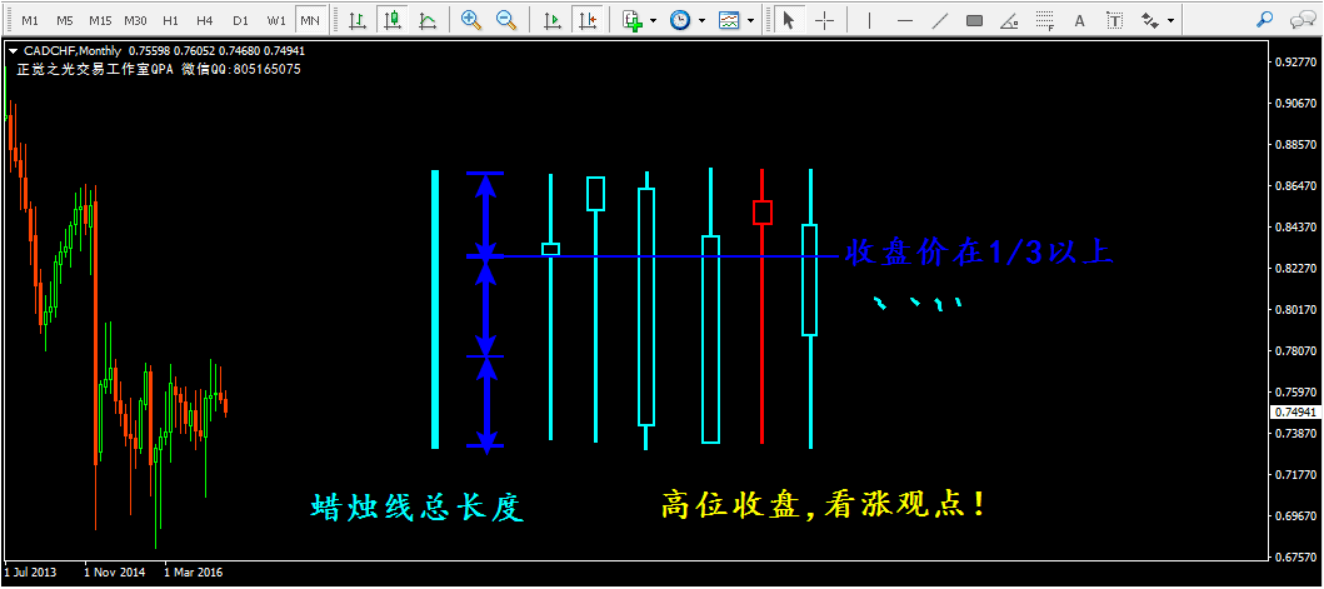 M1 M5 M15 M30 H1 H4 D1 W1 MN
A T
CADCHF,Monthly 0.75598 0.76052 0.74680 0.74941
正觉之光交易工作室QPA 微信QQ:805165075
0.92770
0.90670
0.88570
0.86470
0.84370
收盘价在1/3以上
0.82270
0.80170
0.78070
0.75970
0.74941
0.73870
0.71770
蜡烛线总长度
高位收盘,看涨观点!
0.69670
0.67570
1 Jul 2013 1 Nov 2014 1 Mar 2016